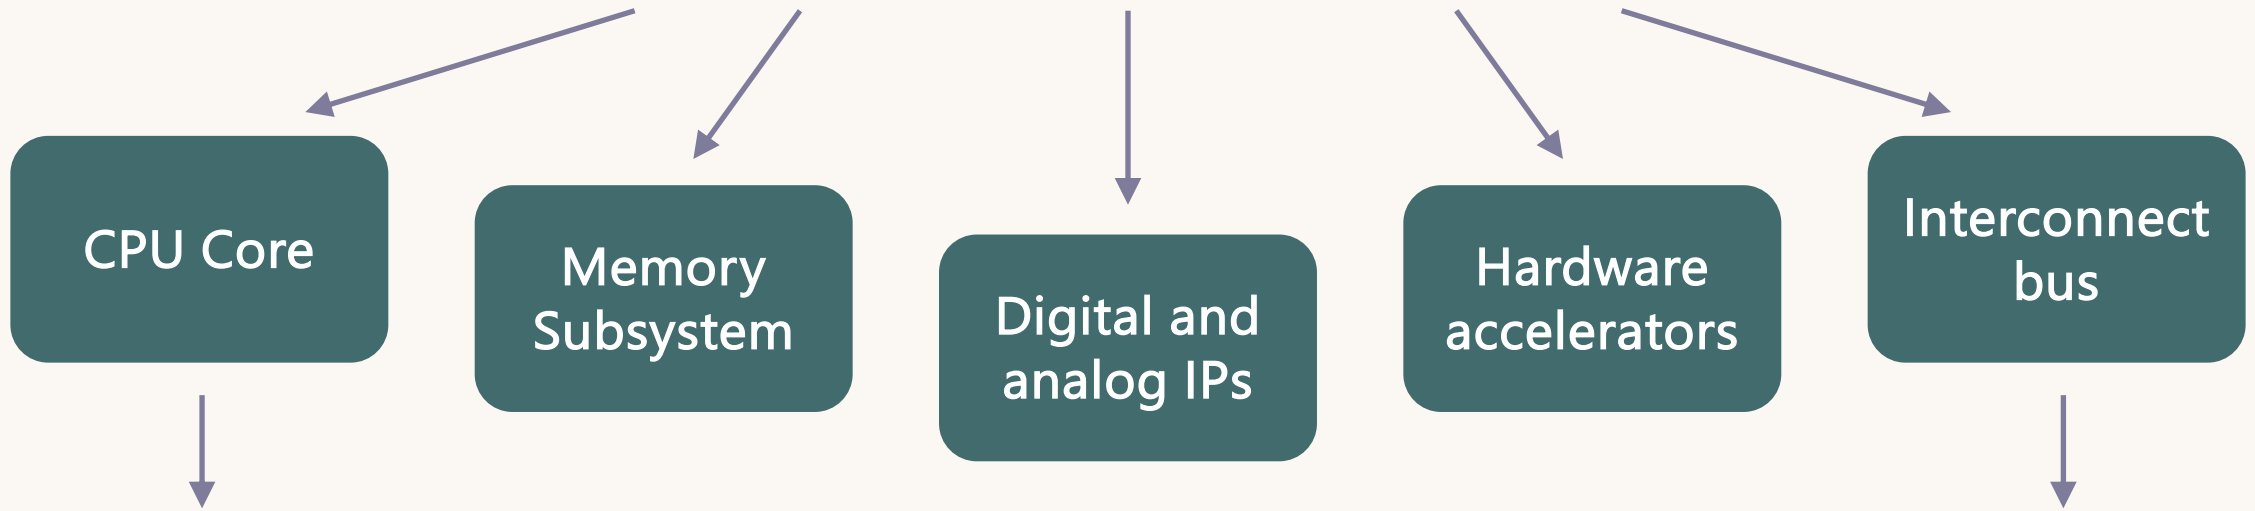 CPU Core
Memory
Subsystem
Digital and
analog IPs
Hardware
accelerators
Interconnect
bus